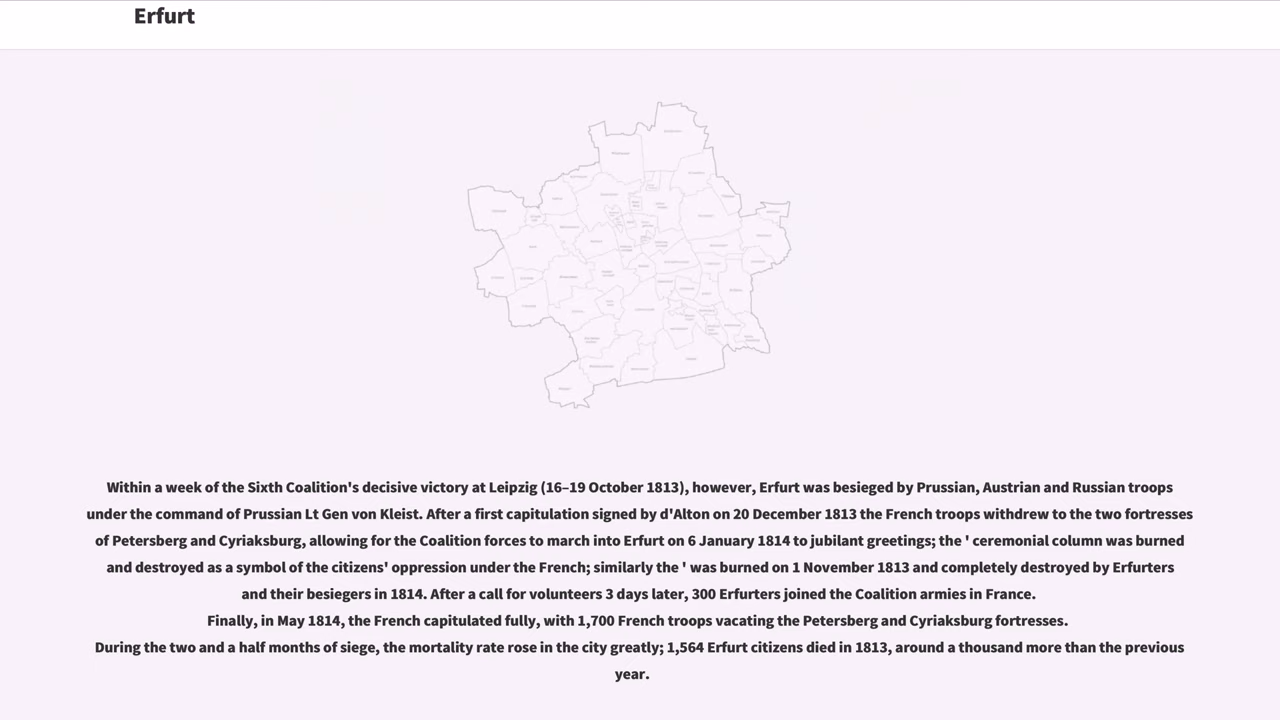 Erfurt
Within a week of the Sixth Coalition's decisive victory at Leipzig (16–19 October 1813), however, Erfurt was besieged by Prussian, Austrian and Russian troops
under the command of Prussian Lt Gen von Kleist. After a first capitulation signed by d'Alton on 20 December 1813 the French troops withdrew to the two fortresses
of Petersberg and Cyriaksburg, allowing for the Coalition forces to march into Erfurt on 6 January 1814 to jubilant greetings; the ' ceremonial column was burned
and destroyed as a symbol of the citizens' oppression under the French; similarly the ' was burned on 1 November 1813 and completely destroyed by Erfurters
and their besiegers in 1814. After a call for volunteers 3 days later, 300 Erfurters joined the Coalition armies in France.
Finally, in May 1814, the French capitulated fully, with 1,700 French troops vacating the Petersberg and Cyriaksburg fortresses.
During the two and a half months of siege, the mortality rate rose in the city greatly; 1,564 Erfurt citizens died in 1813, around a thousand more than the previous
year.